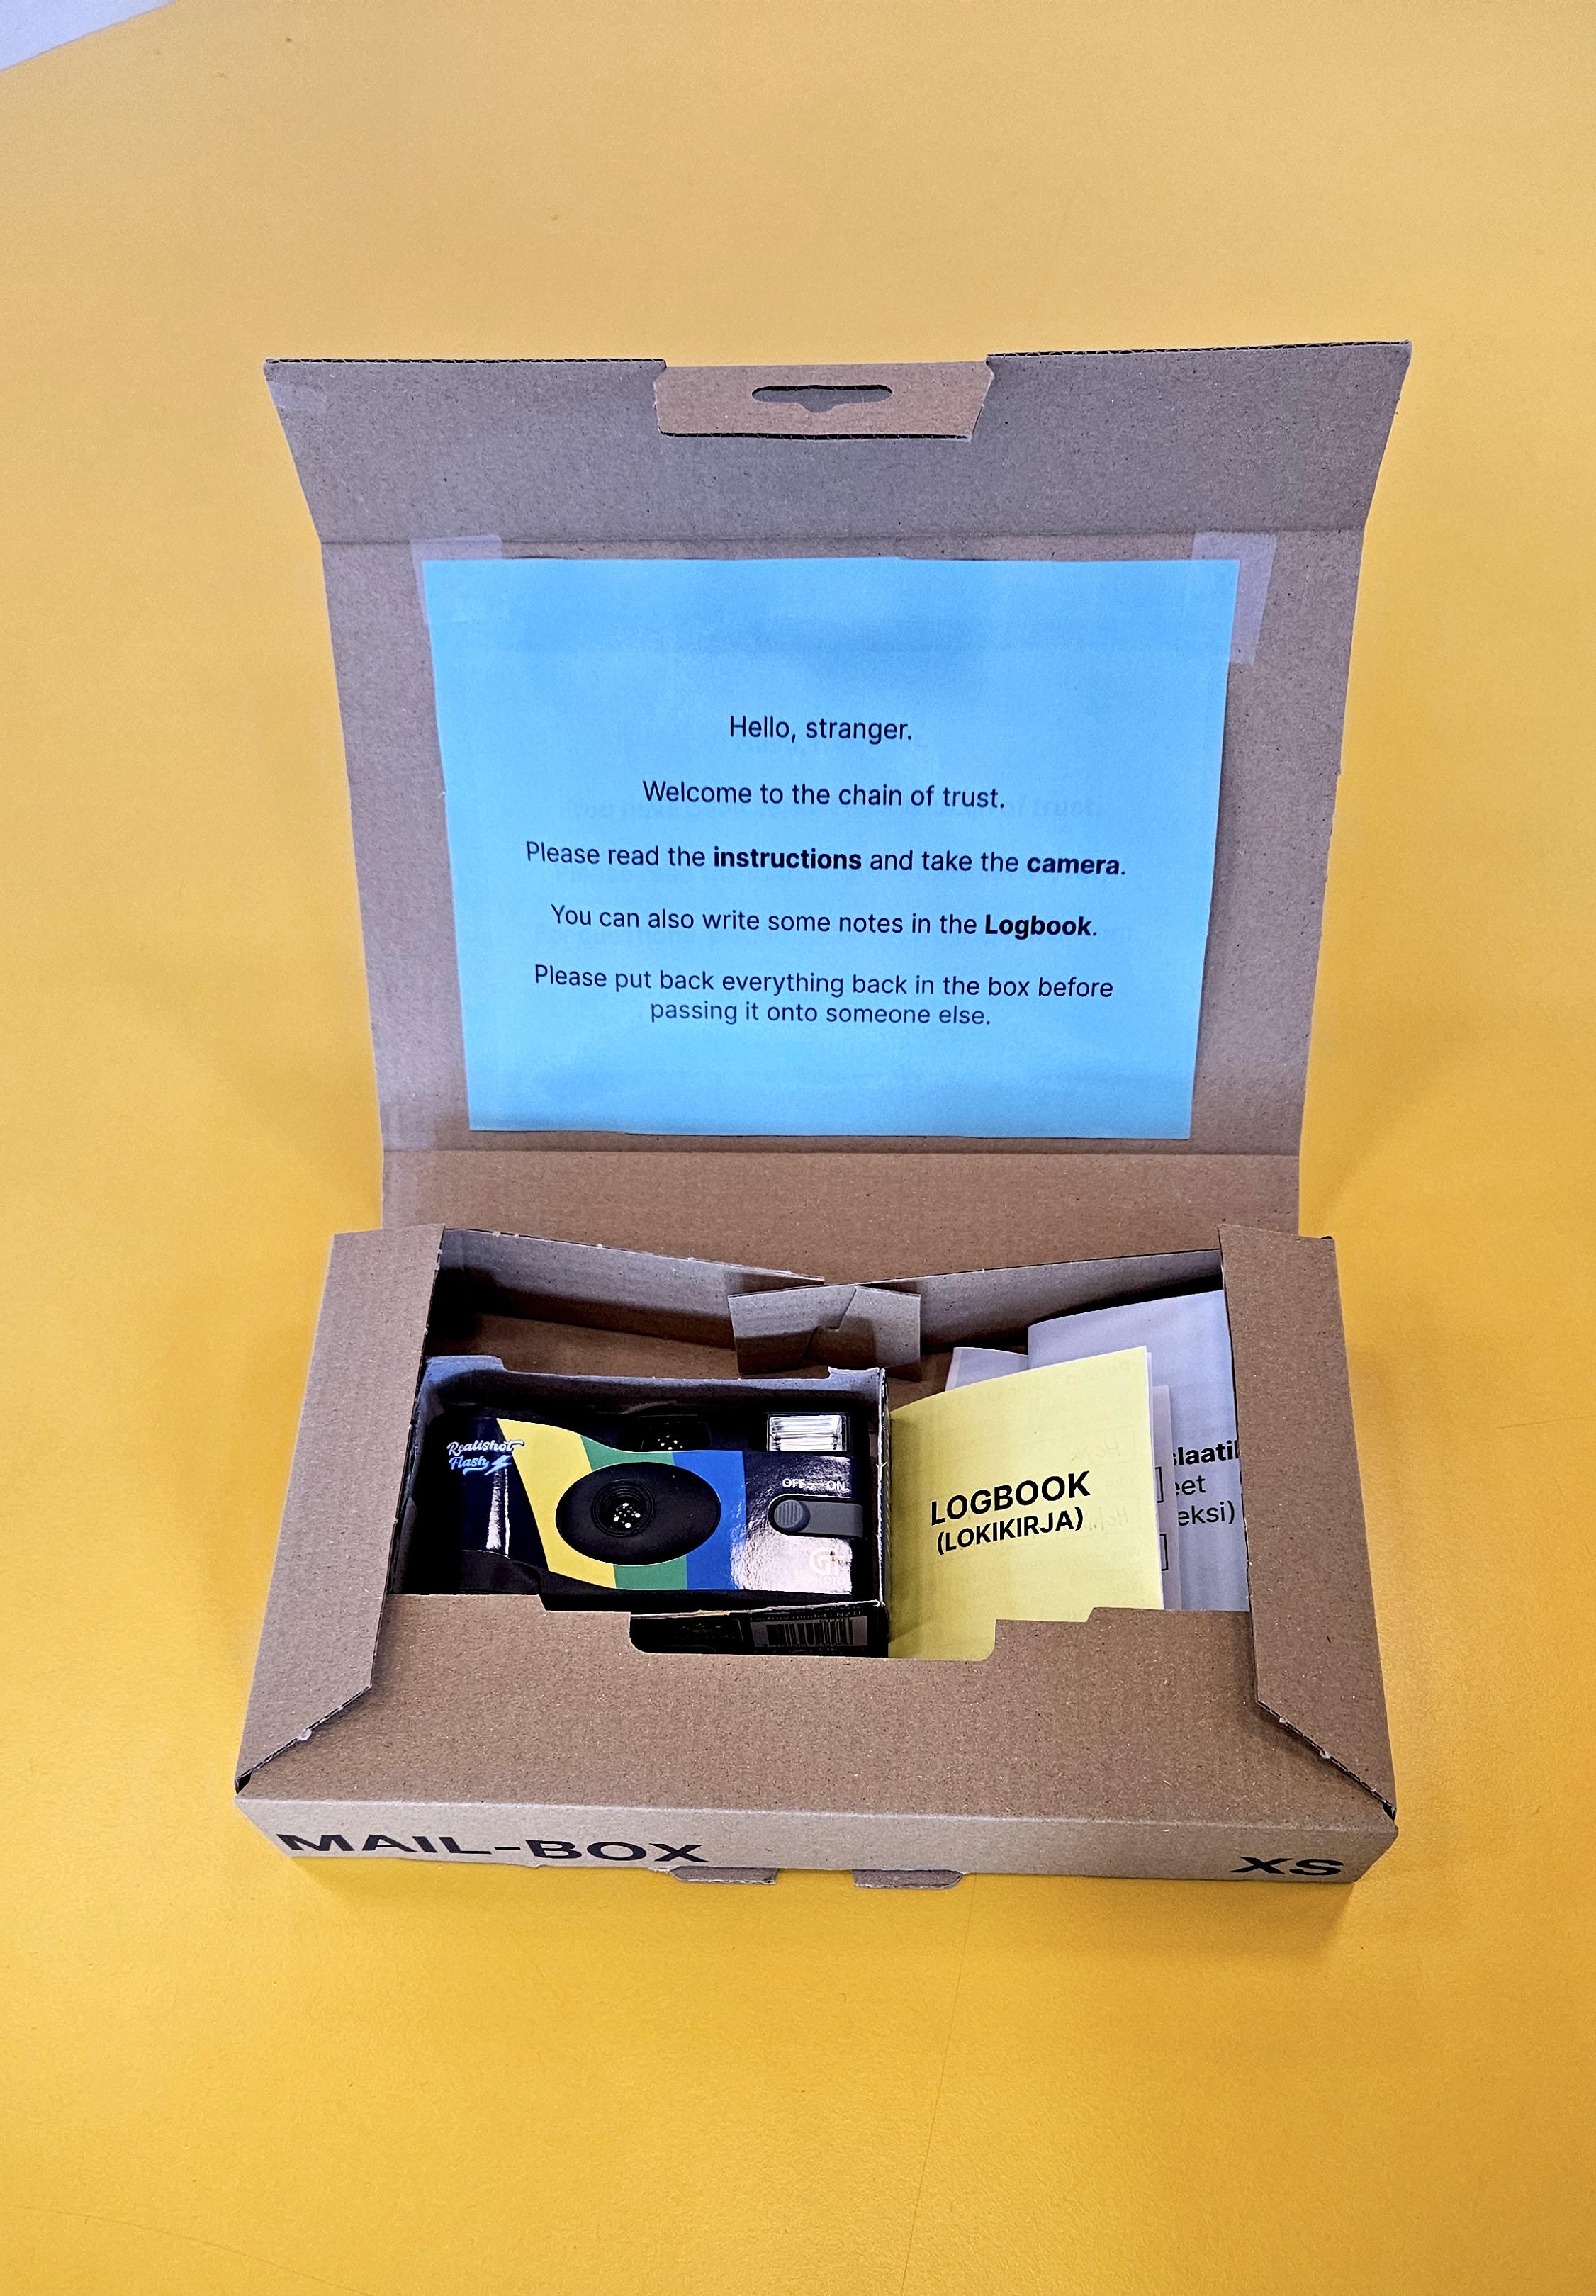 Hello, stranger.
Welcome to the chain of trust.
Please read the instructions and take the camera.
You can also write some notes in the Logbook.
Please put back everything back in the box before
passing it onto someone else.
Realishot
Flash
OFF ON
LOGBOOK
(LOKIKIRJA)
MAIL-BOX
XS